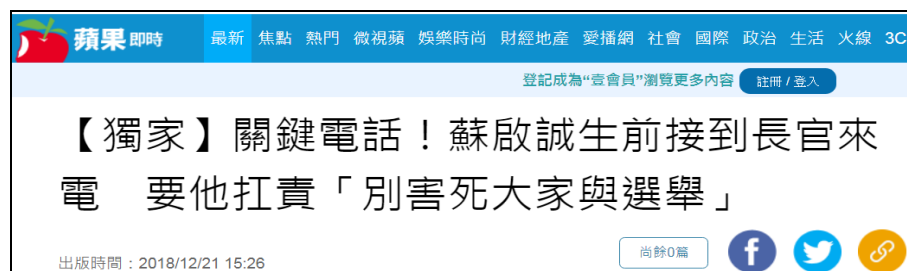 蘋果即時 最新 焦點 熱門 微視蘋 娛樂時尚 財經地產 愛播網 社會 國際 政治 生活 火線 3C
登記成為“壹會員”瀏覽更多內容 註冊 / 登入
【獨家】關鍵電話！蘇啟誠生前接到長官來
電　要他扛責「別害死大家與選舉」
尚餘0篇
出版時間：2018/12/21 15:26